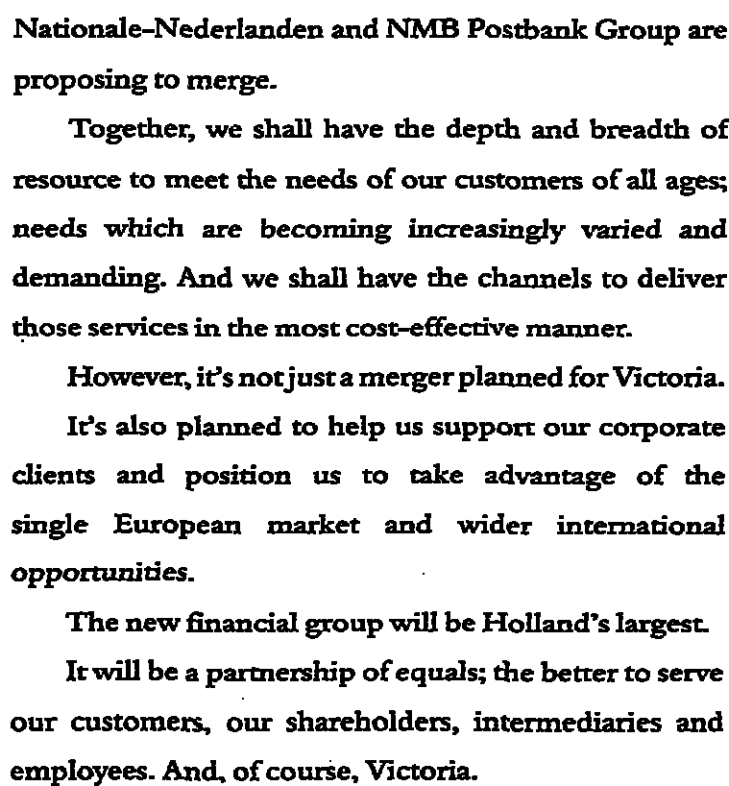 Nationale–Nederlanden and NMB Postbank Group are
proposing to merge.
Together, we shall have the depth and breadth of
resource to meet the needs of our customers of all ages;
needs which are becoming increasingly varied and
demanding. And we shall have the channels to deliver
those services in the most cost–effective manner.
However, it's not just a merger planned for Victoria.
It's also planned to help us support our corporate
clients and position us to take advantage of the
single European market and wider international
opportunities.
The new financial group will be Holland's largest.
It will be a partnership of equals; the better to serve
our customers, our shareholders, intermediaries and
employees. And, of course, Victoria.